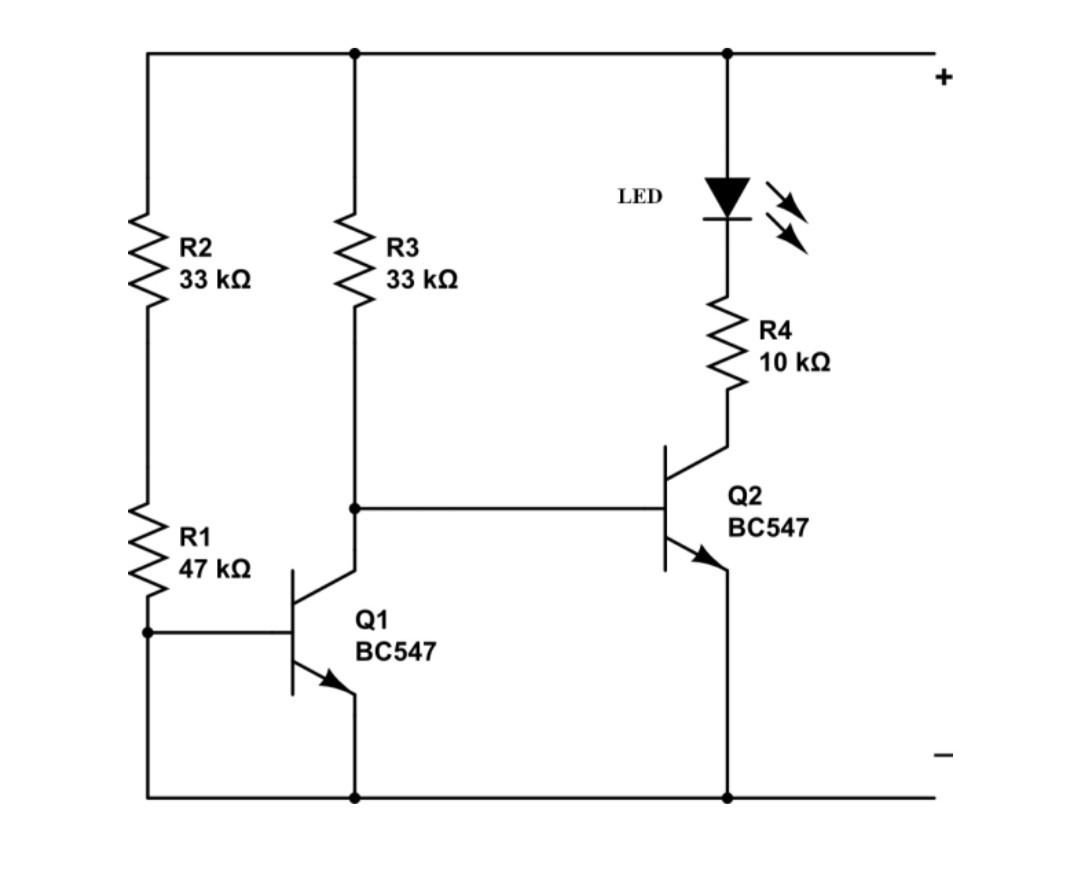 +
LED
R2
33 kΩ
R3
33 kΩ
R4
10 kΩ
Q2
BC547
R1
47 kΩ
Q1
BC547
–